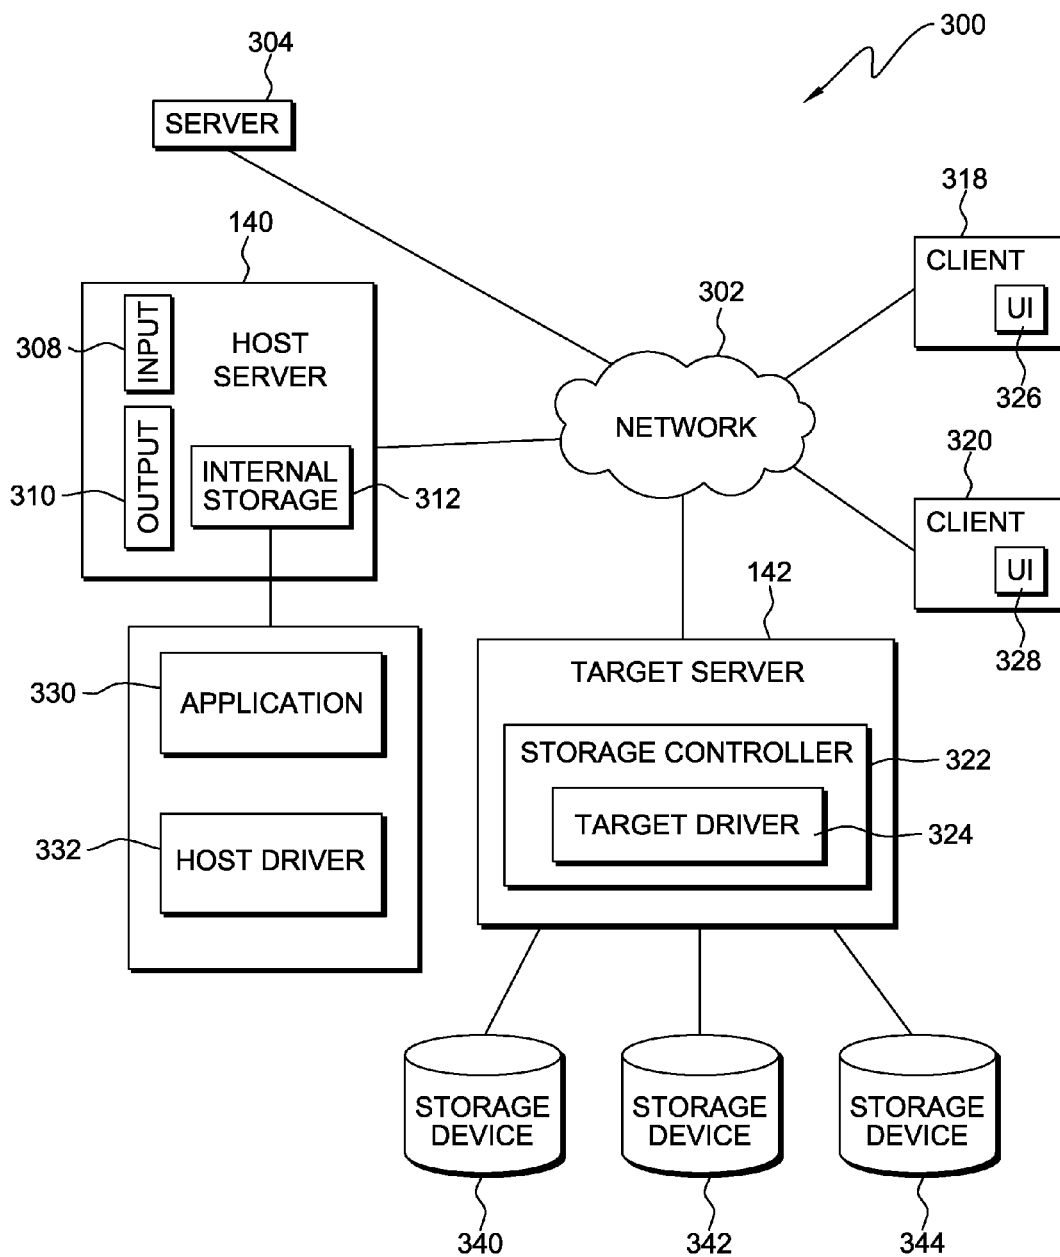 300
304
SERVER
140
318
CLIENT
UI
326
302
NETWORK
308
INPUT
HOST
SERVER
310
OUTPUT
INTERNAL
STORAGE
312
320
CLIENT
UI
328
142
TARGET SERVER
330
APPLICATION
STORAGE CONTROLLER
322
TARGET DRIVER
324
332
HOST DRIVER
STORAGE
DEVICE
STORAGE
DEVICE
STORAGE
DEVICE
340
342
344